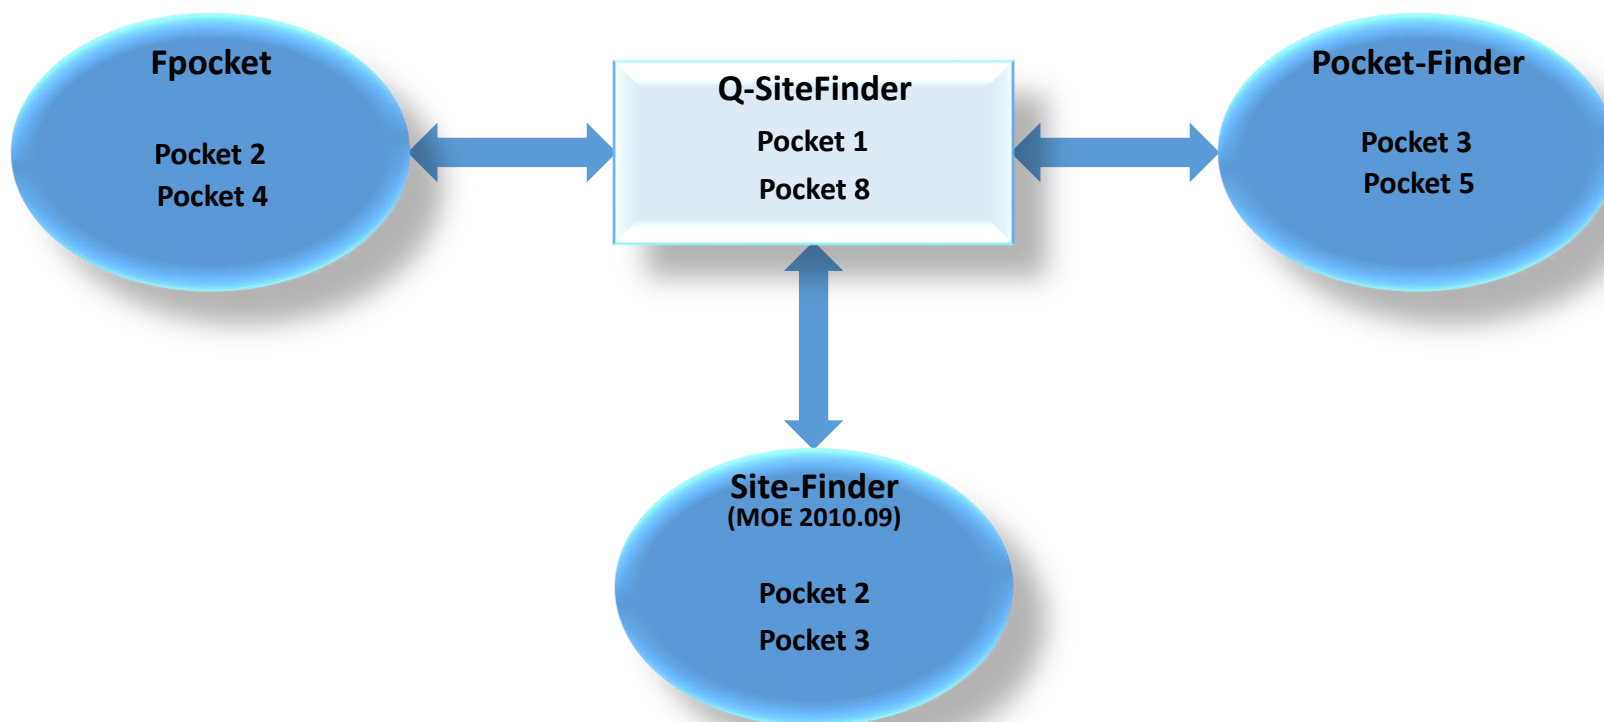 Fpocket
Pocket 2
Pocket 4
Q-SiteFinder
Pocket 1
Pocket 8
Pocket-Finder
Pocket 3
Pocket 5
Site-Finder
(MOE 2010.09)
Pocket 2
Pocket 3